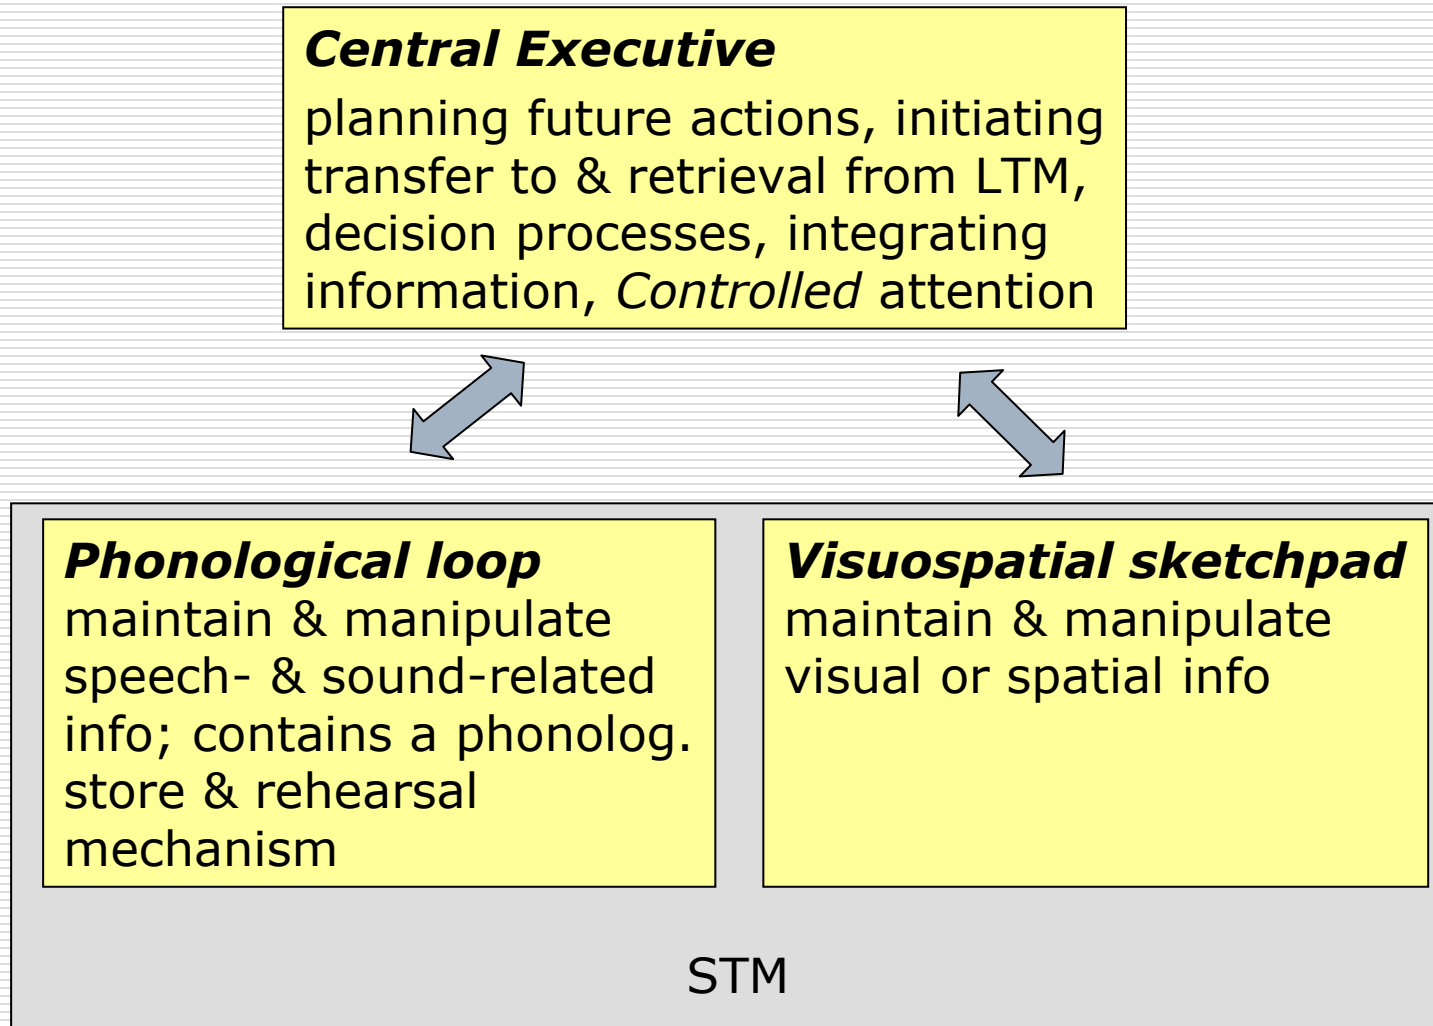 Central Executive
planning future actions, initiating
transfer to & retrieval from LTM,
decision processes, integrating
information, Controlled attention
Phonological loop
maintain & manipulate
speech- & sound-related
info; contains a phonolog.
store & rehearsal
mechanism
Visuospatial sketchpad
maintain & manipulate
visual or spatial info
STM